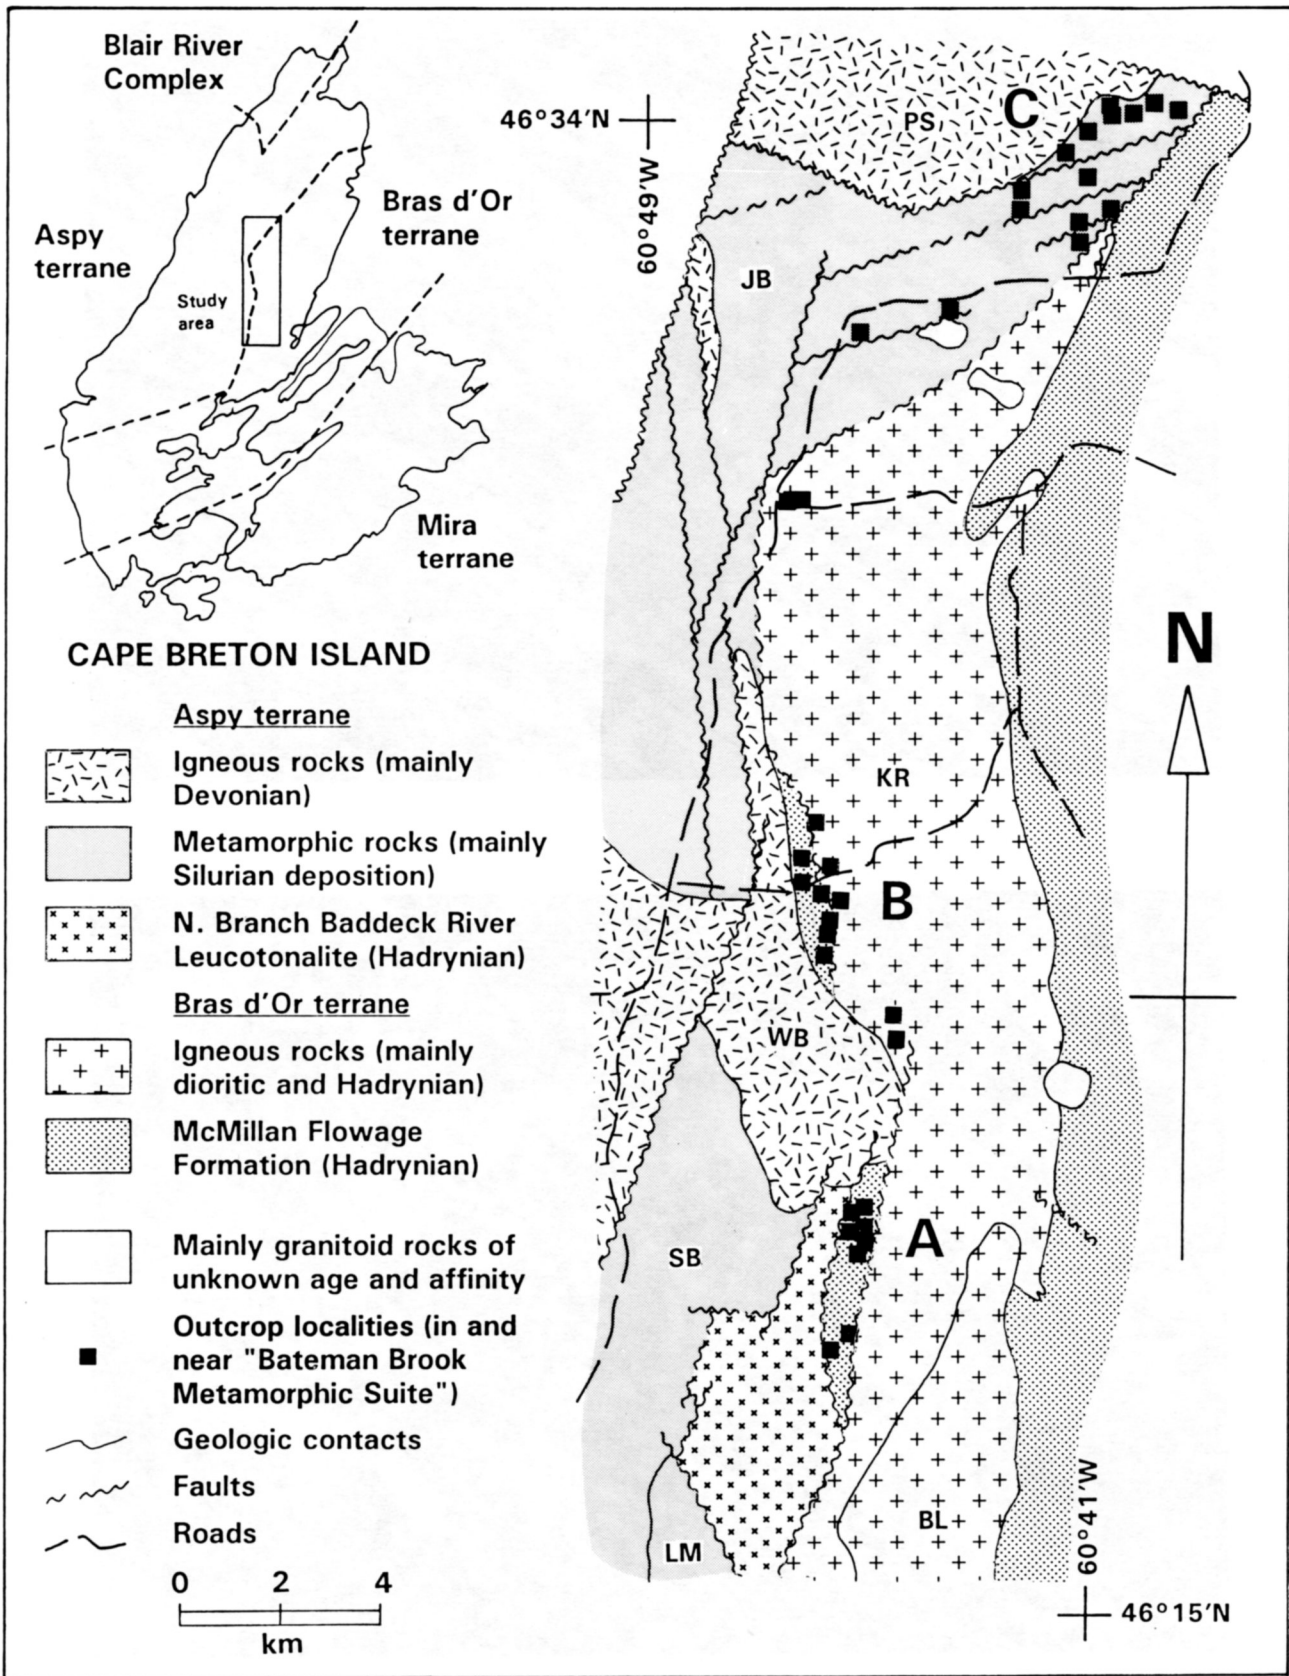 Blair River
Complex
Aspy
terrane
Bras d'Or
terrane
Study
area
Mira
terrane
CAPE BRETON ISLAND
Aspy terrane
Igneous rocks (mainly
Devonian)
Metamorphic rocks (mainly
Silurian deposition)
N. Branch Baddeck River
Leucotonalite (Hadrynian)
Bras d'Or terrane
Igneous rocks (mainly
dioritic and Hadrynian)
McMillan Flowage
Formation (Hadrynian)
Mainly granitoid rocks of
unknown age and affinity
Outcrop localities (in and
near "Bateman Brook
Metamorphic Suite")
Geologic contacts
Faults
Roads
0 2 4
km
46°34'N
60°49'W
PS
C
JB
N
KR
B
WB
A
SB
BL
LM
60°41'W
46°15'N